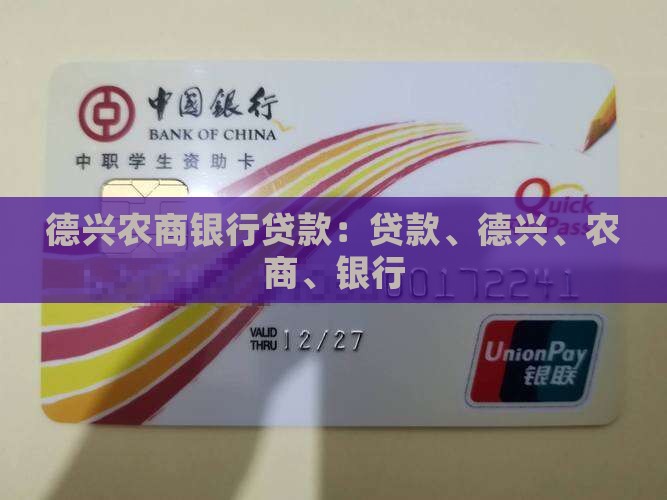 中国銀行
BANK OF CHINA
中职学生资助卡
Quick
Pass
德兴农商银行贷款：贷款、德兴、农
商、银行
00172241
VALID
THRU 12/27
UnionPay
银联